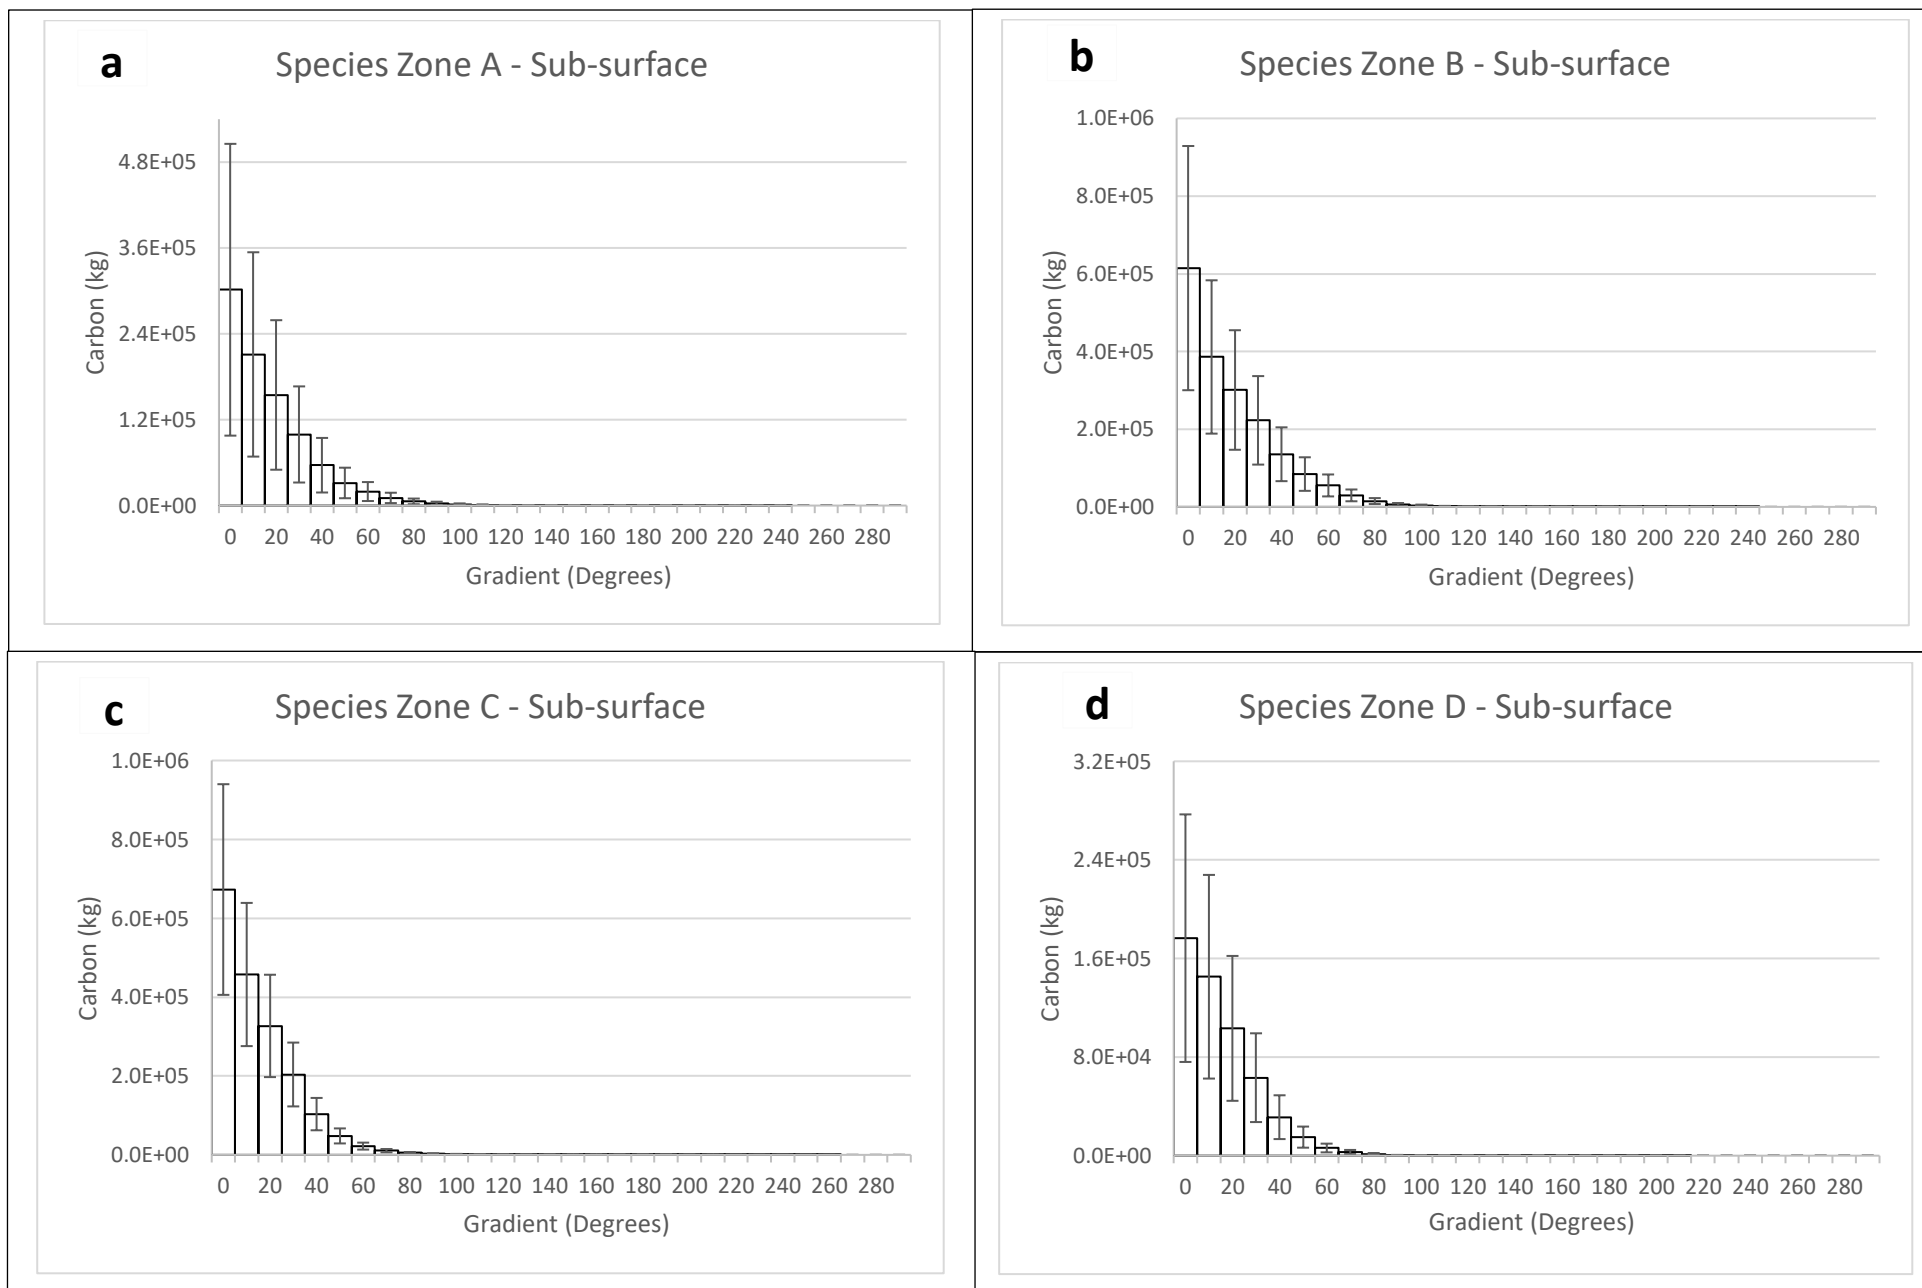 a
Species Zone A - Sub-surface
4.8E+05
3.6E+05
2.4E+05
1.2E+05
0.0E+00
Carbon (kg)
0 20 40 60 80 100 120 140 160 180 200 220 240 260 280
Gradient (Degrees)
b
Species Zone B - Sub-surface
1.0E+06
8.0E+05
6.0E+05
4.0E+05
2.0E+05
0.0E+00
Carbon (kg)
0 20 40 60 80 100 120 140 160 180 200 220 240 260 280
Gradient (Degrees)
c
Species Zone C - Sub-surface
1.0E+06
8.0E+05
6.0E+05
4.0E+05
2.0E+05
0.0E+00
Carbon (kg)
0 20 40 60 80 100 120 140 160 180 200 220 240 260 280
Gradient (Degrees)
d
Species Zone D - Sub-surface
3.2E+05
2.4E+05
1.6E+05
8.0E+04
0.0E+00
Carbon (kg)
0 20 40 60 80 100 120 140 160 180 200 220 240 260 280
Gradient (Degrees)